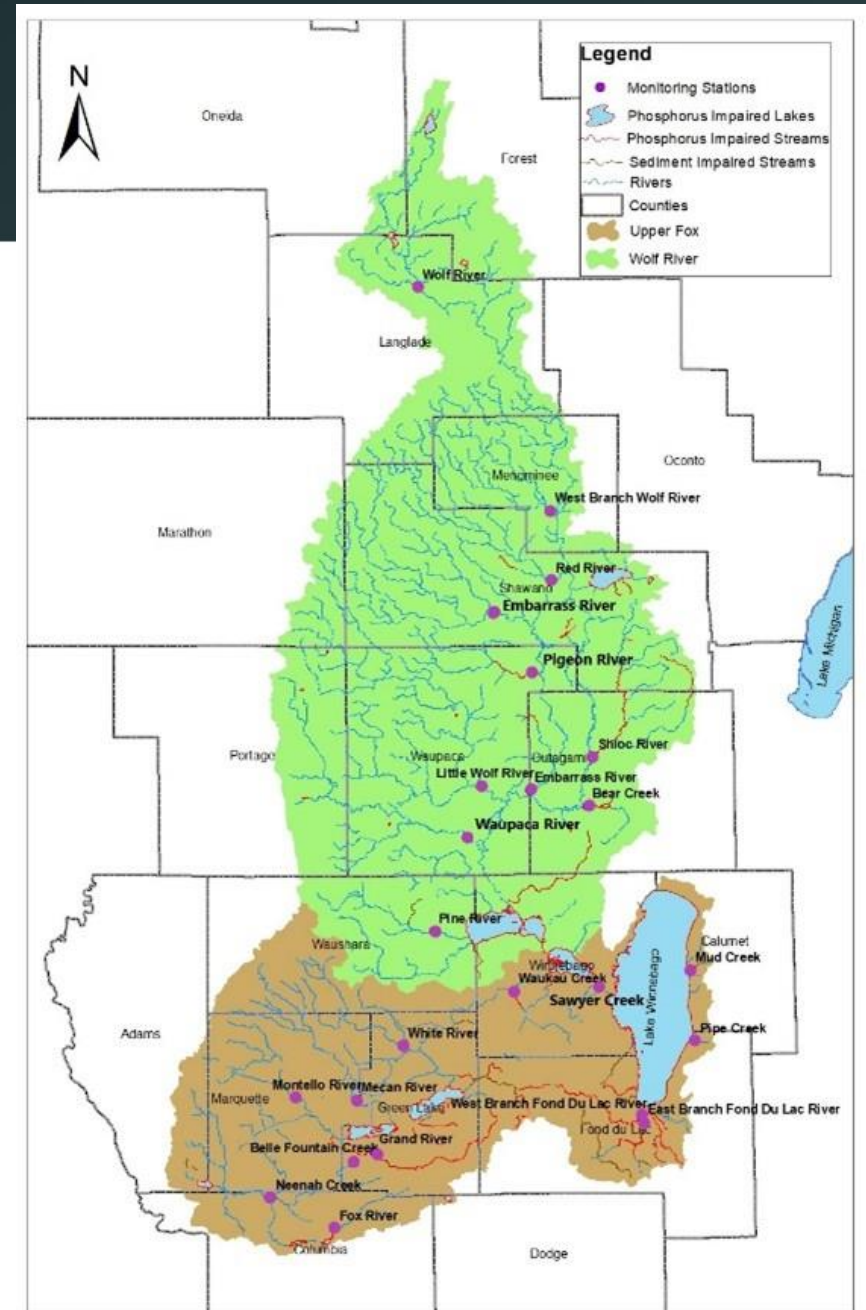 Legend
Monitoring Stations
Phosphorus Impaired Lakes
Phosphorus Impaired Streams
Sediment Impaired Streams
Rivers
Counties
Upper Fox
Wolf River
N
Oneida
Forest
Wolf River
Langlade
Menominee
Oconto
West Branch Wolf River
Marathon
Red River
Shawano
Embarrass River
Lake Michigan
Pigeon River
Portage
Waupaca
Outagami
Shioc River
Little Wolf River
Embarrass River
Bear Creek
Waupaca River
Pine River
Waushara
Winnebago
Calumet
Mud Creek
Waukau Creek
Sawyer Creek
Lake Winnebago
Adams
White River
Pipe Creek
Marquette
Montello River
Mecan River
Green Lake
West Branch Fond Du Lac River
East Branch Fond Du Lac River
Fond du Lac
Grand River
Belle Fountain Creek
Neenah Creek
Fox River
Columbia
Dodge